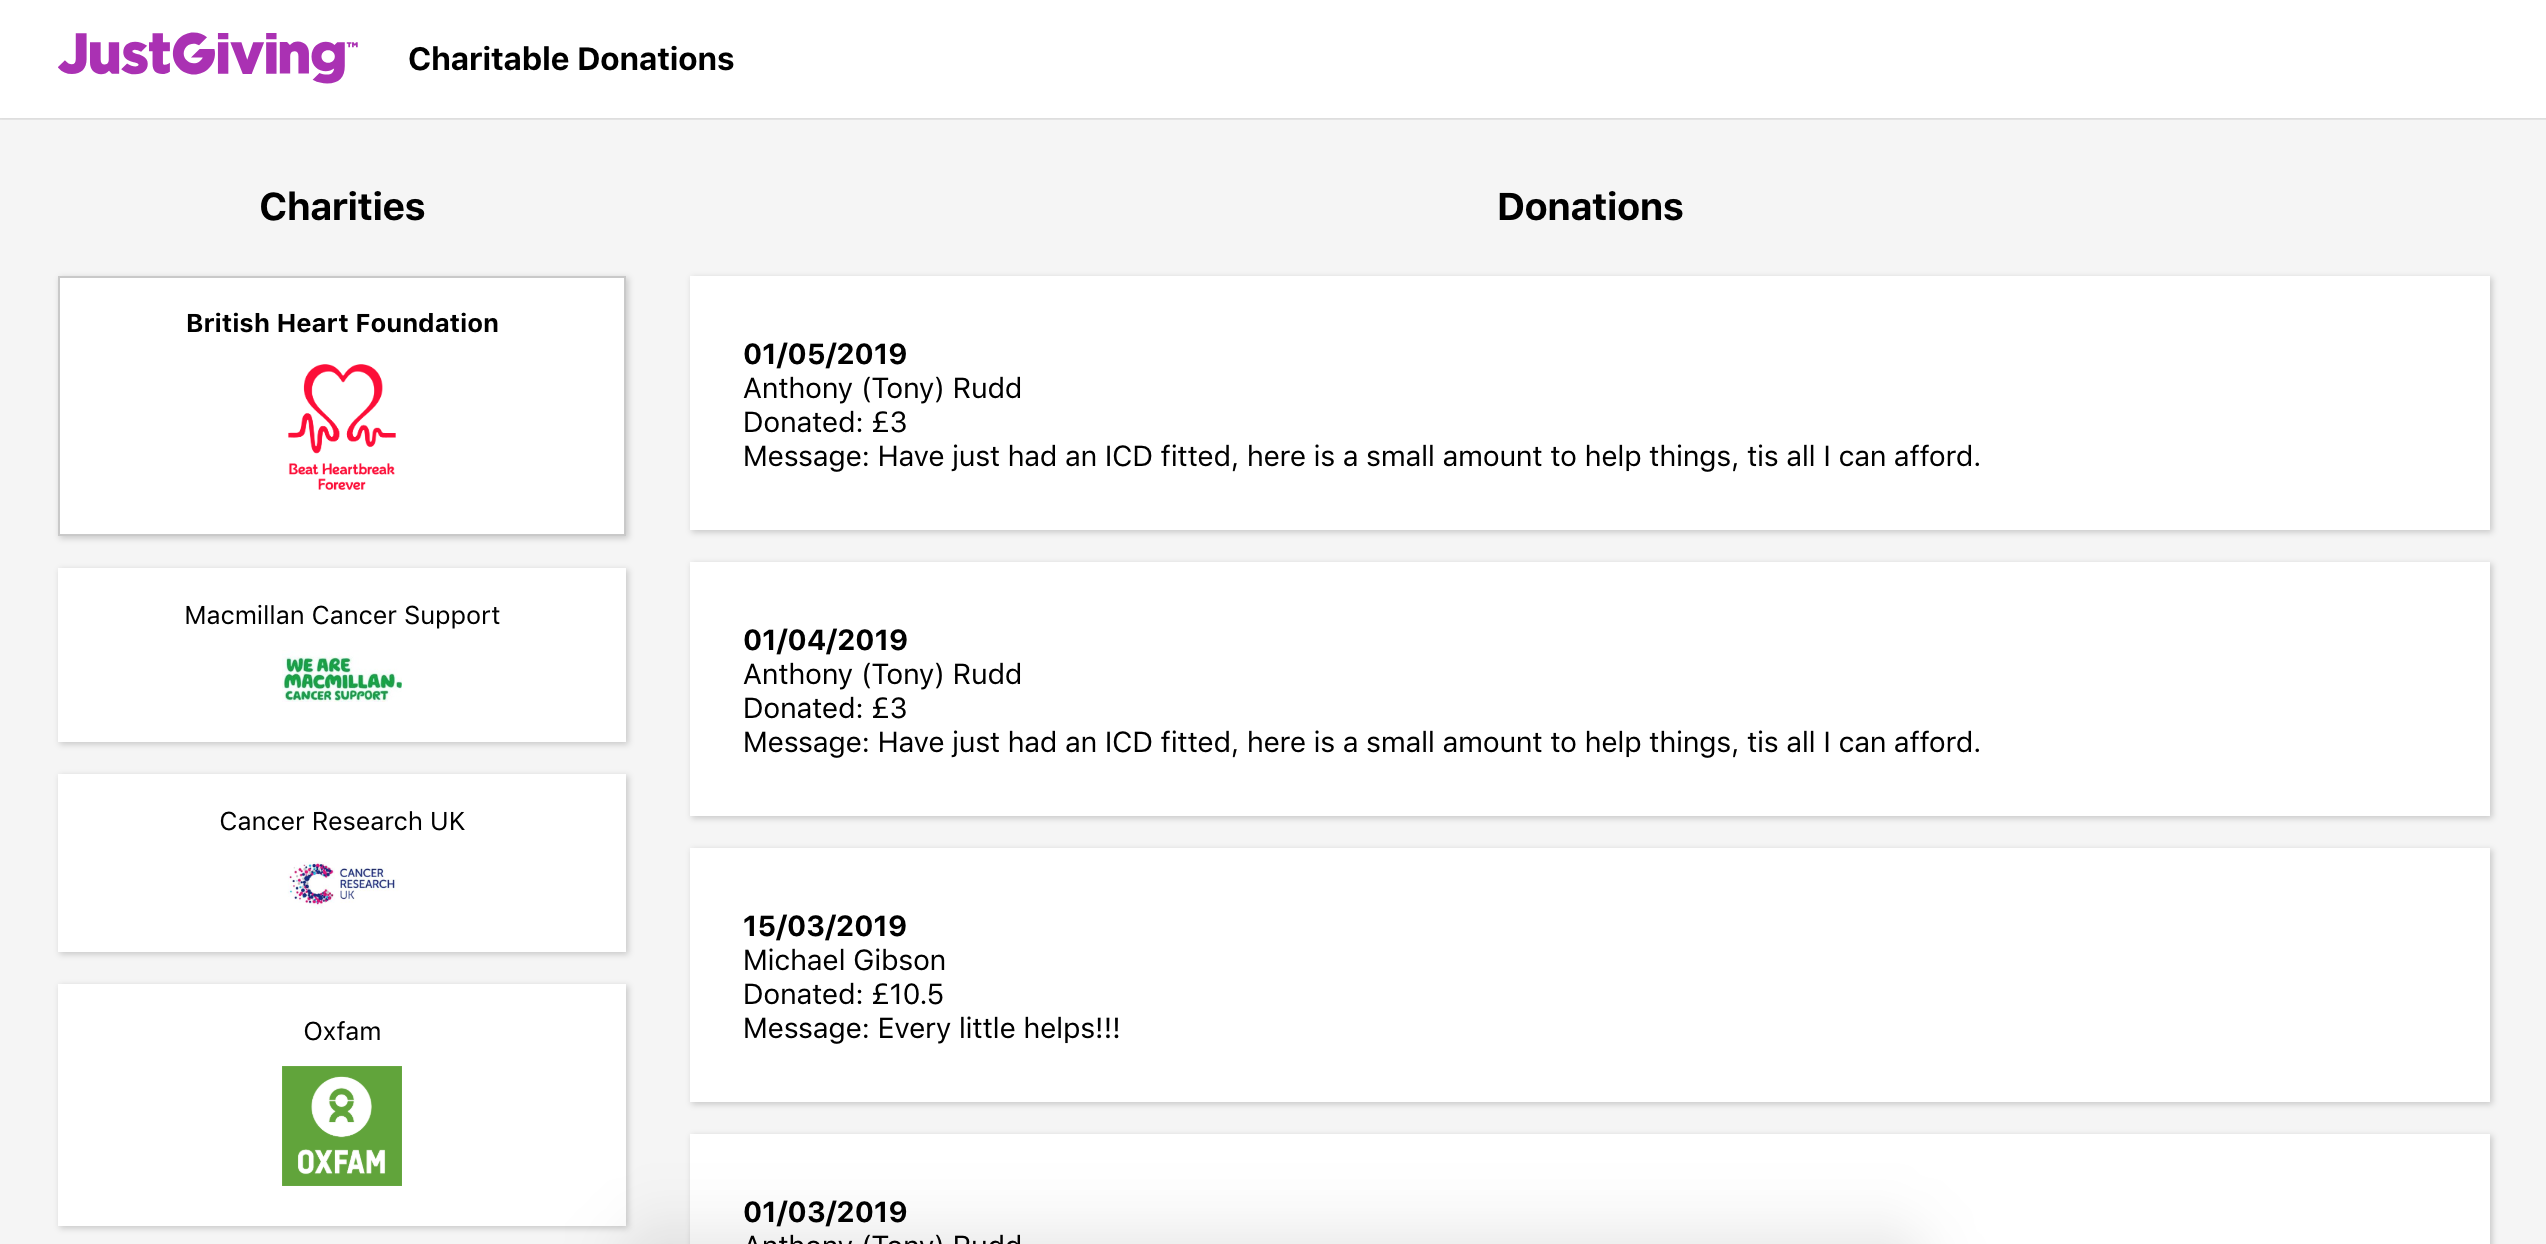 JustGiving™
Charitable Donations
Charities
British Heart Foundation
Beat Heartbreak
Forever
Macmillan Cancer Support
WE ARE
MACMILLAN.
CANCER SUPPORT
Cancer Research UK
CANCER
RESEARCH
UK
Oxfam
OXFAM
Donations
01/05/2019
Anthony (Tony) Rudd
Donated: £3
Message: Have just had an ICD fitted, here is a small amount to help things, tis all I can afford.
01/04/2019
Anthony (Tony) Rudd
Donated: £3
Message: Have just had an ICD fitted, here is a small amount to help things, tis all I can afford.
15/03/2019
Michael Gibson
Donated: £10.5
Message: Every little helps!!!
01/03/2019
Anthony (Tony) Rudd